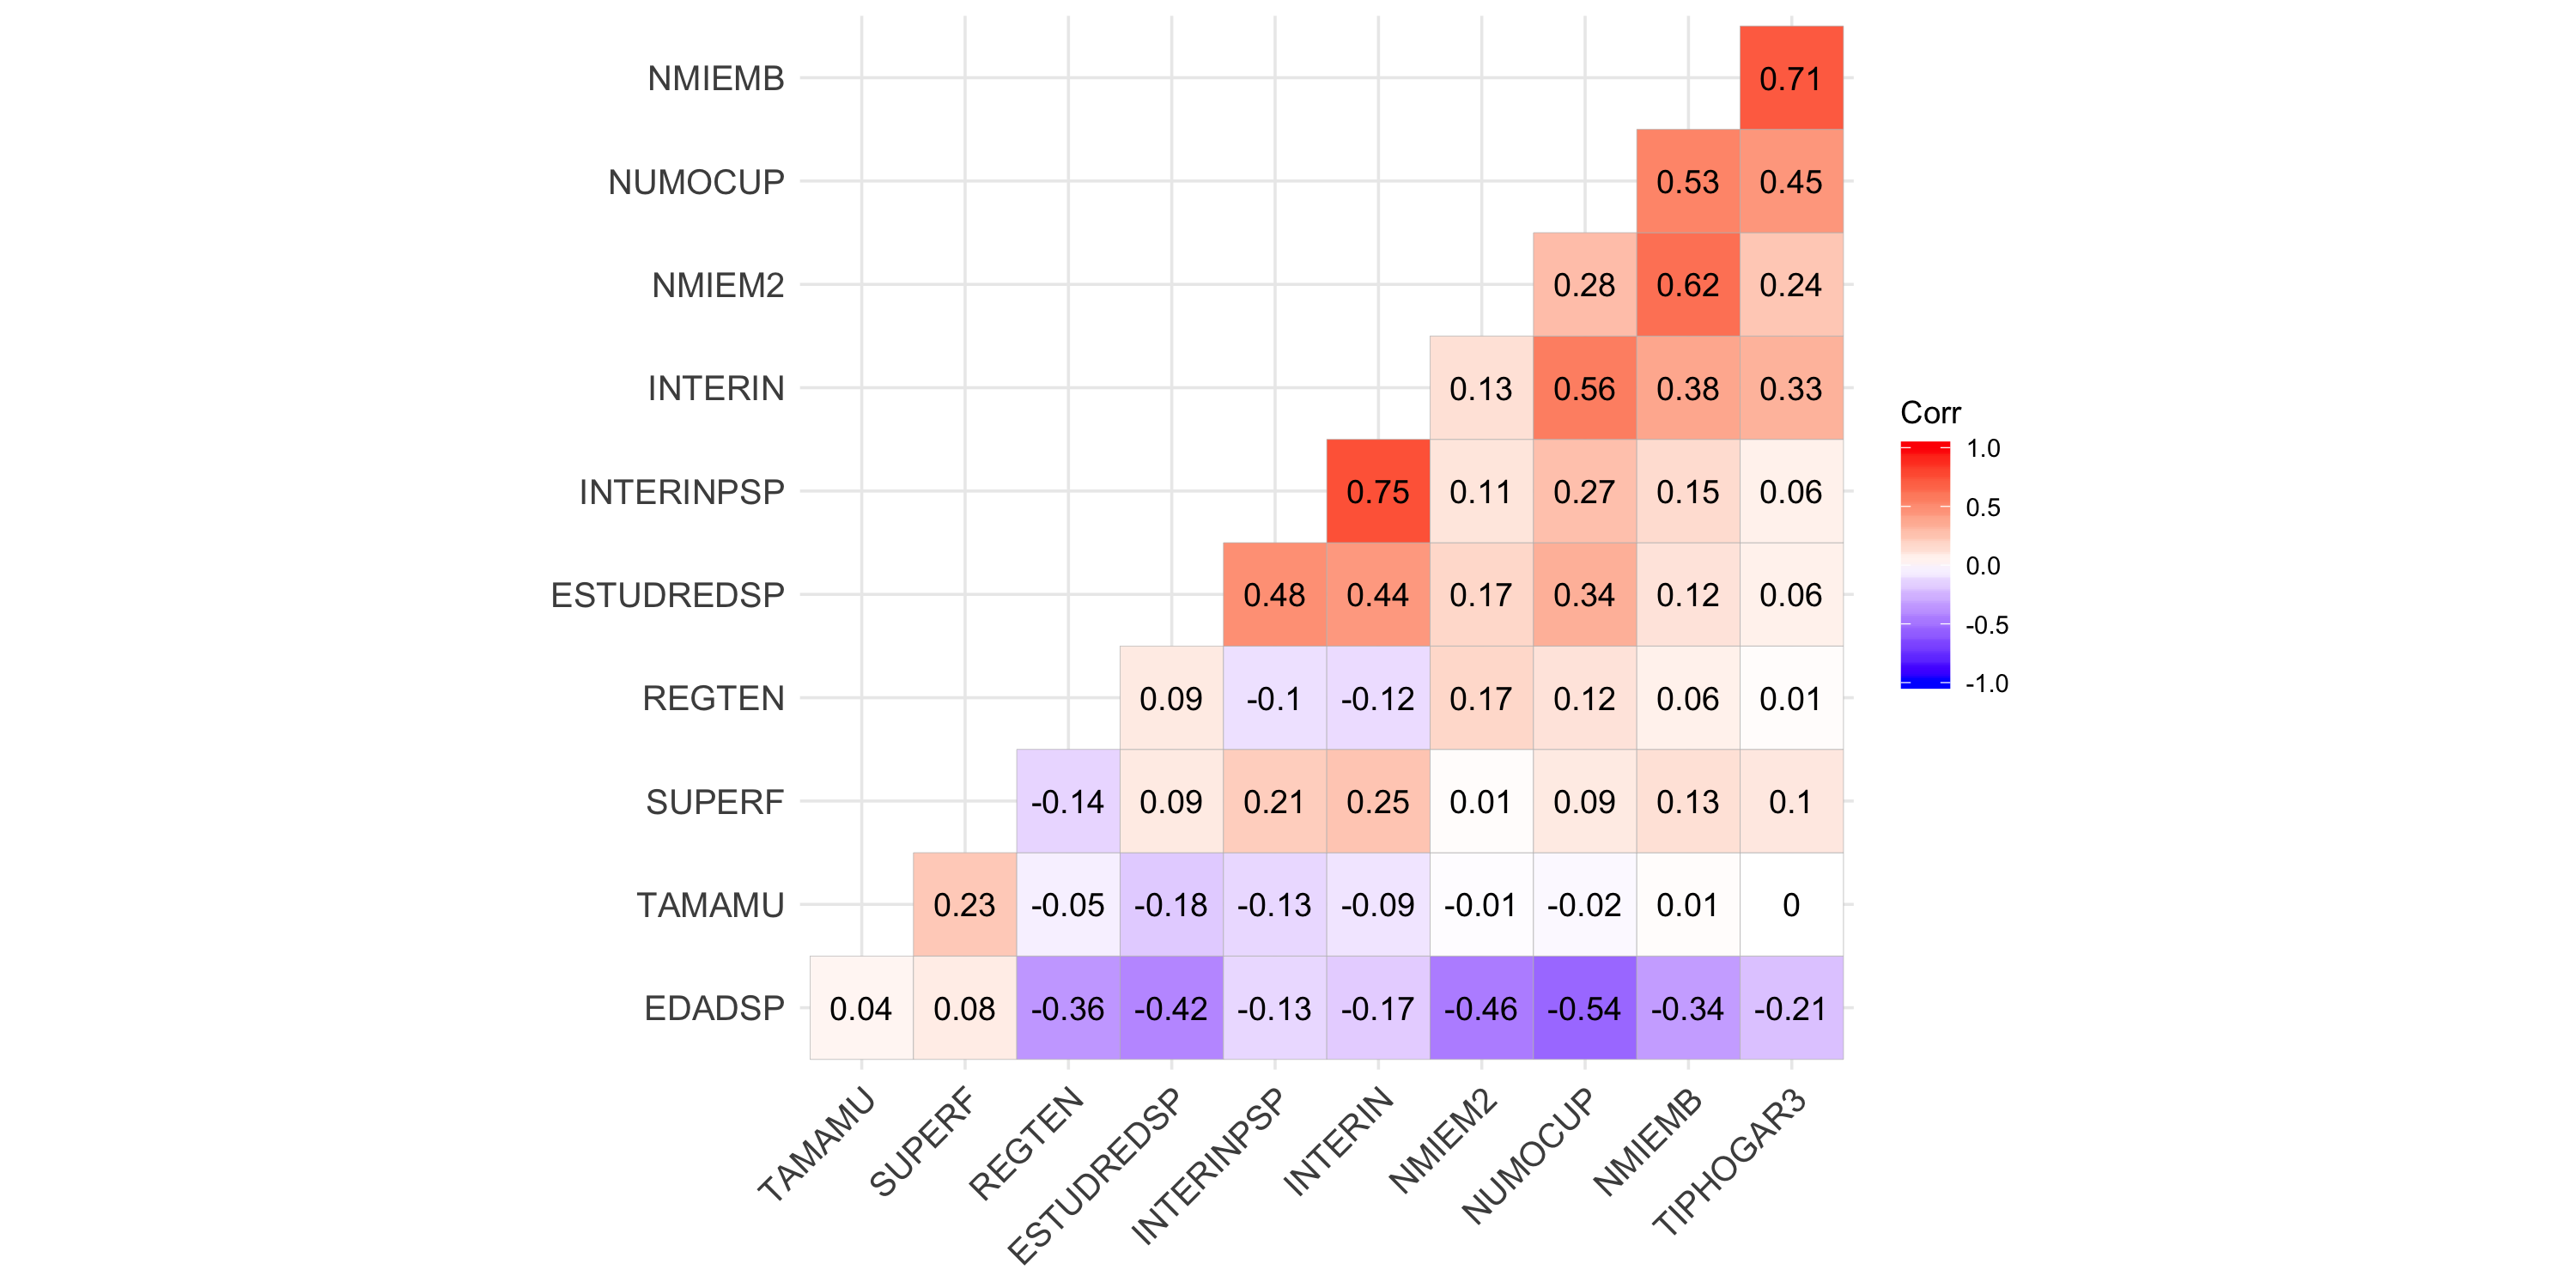 NMIEMB 0.71
NUMOCUP 0.53 0.45
NMIEM2 0.28 0.62 0.24
INTERIN 0.13 0.56 0.38 0.33
INTERINPSP 0.75 0.11 0.27 0.15 0.06
ESTUDREDSP 0.48 0.44 0.17 0.34 0.12 0.06
REGTEN 0.09 -0.1 -0.12 0.17 0.12 0.06 0.01
SUPERF -0.14 0.09 0.21 0.25 0.01 0.09 0.13 0.1
TAMAMU 0.23 -0.05 -0.18 -0.13 -0.09 -0.01 -0.02 0.01 0
EDADSP 0.04 0.08 -0.36 -0.42 -0.13 -0.17 -0.46 -0.54 -0.34 -0.21
TAMAMU SUPERF REGTEN ESTUDREDSP INTERINPSP INTERIN NMIEM2 NUMOCUP NMIEMB TIPHOGAR3
Corr
1.0
0.5
0.0
-0.5
-1.0